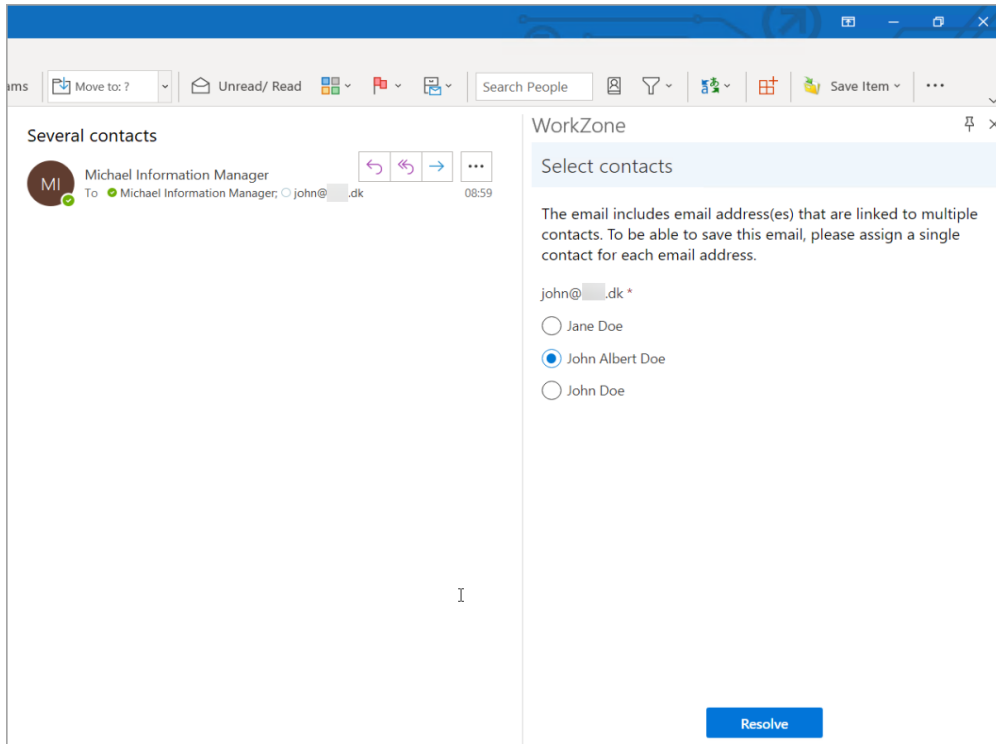 ms Move to: ? Unread/ Read Search People Save Item ...
Several contacts
WorkZone
Select contacts
MI
Michael Information Manager
To Michael Information Manager; john@ .dk 08:59
The email includes email address(es) that are linked to multiple
contacts. To be able to save this email, please assign a single
contact for each email address.
john@ .dk *
Jane Doe
John Albert Doe
John Doe
Resolve